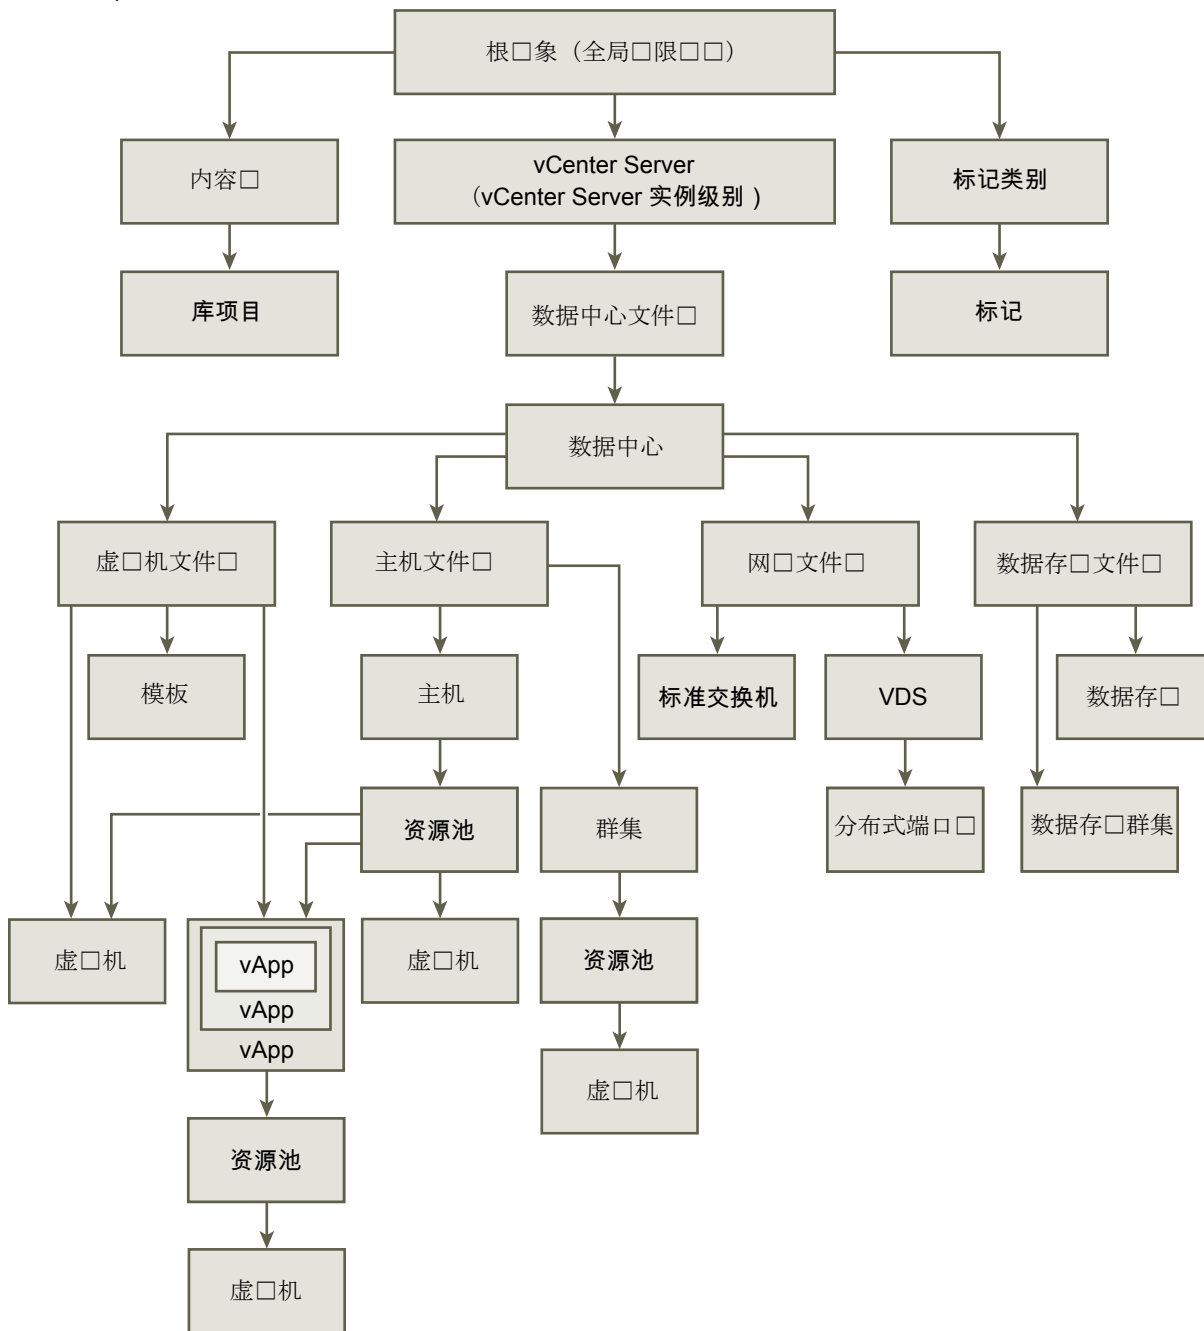 根□象（全局□限□□）
内容□
vCenter Server
（vCenter Server 实例级别）
标记类别
库项目
数据中心文件□
标记
数据中心
虚□机文件□
主机文件□
网□文件□
数据存□文件□
模板
主机
标准交换机
VDS
数据存□
资源池
群集
分布式端口□
数据存□群集
虚□机
vApp
vApp
vApp
虚□机
资源池
虚□机
资源池
虚□机